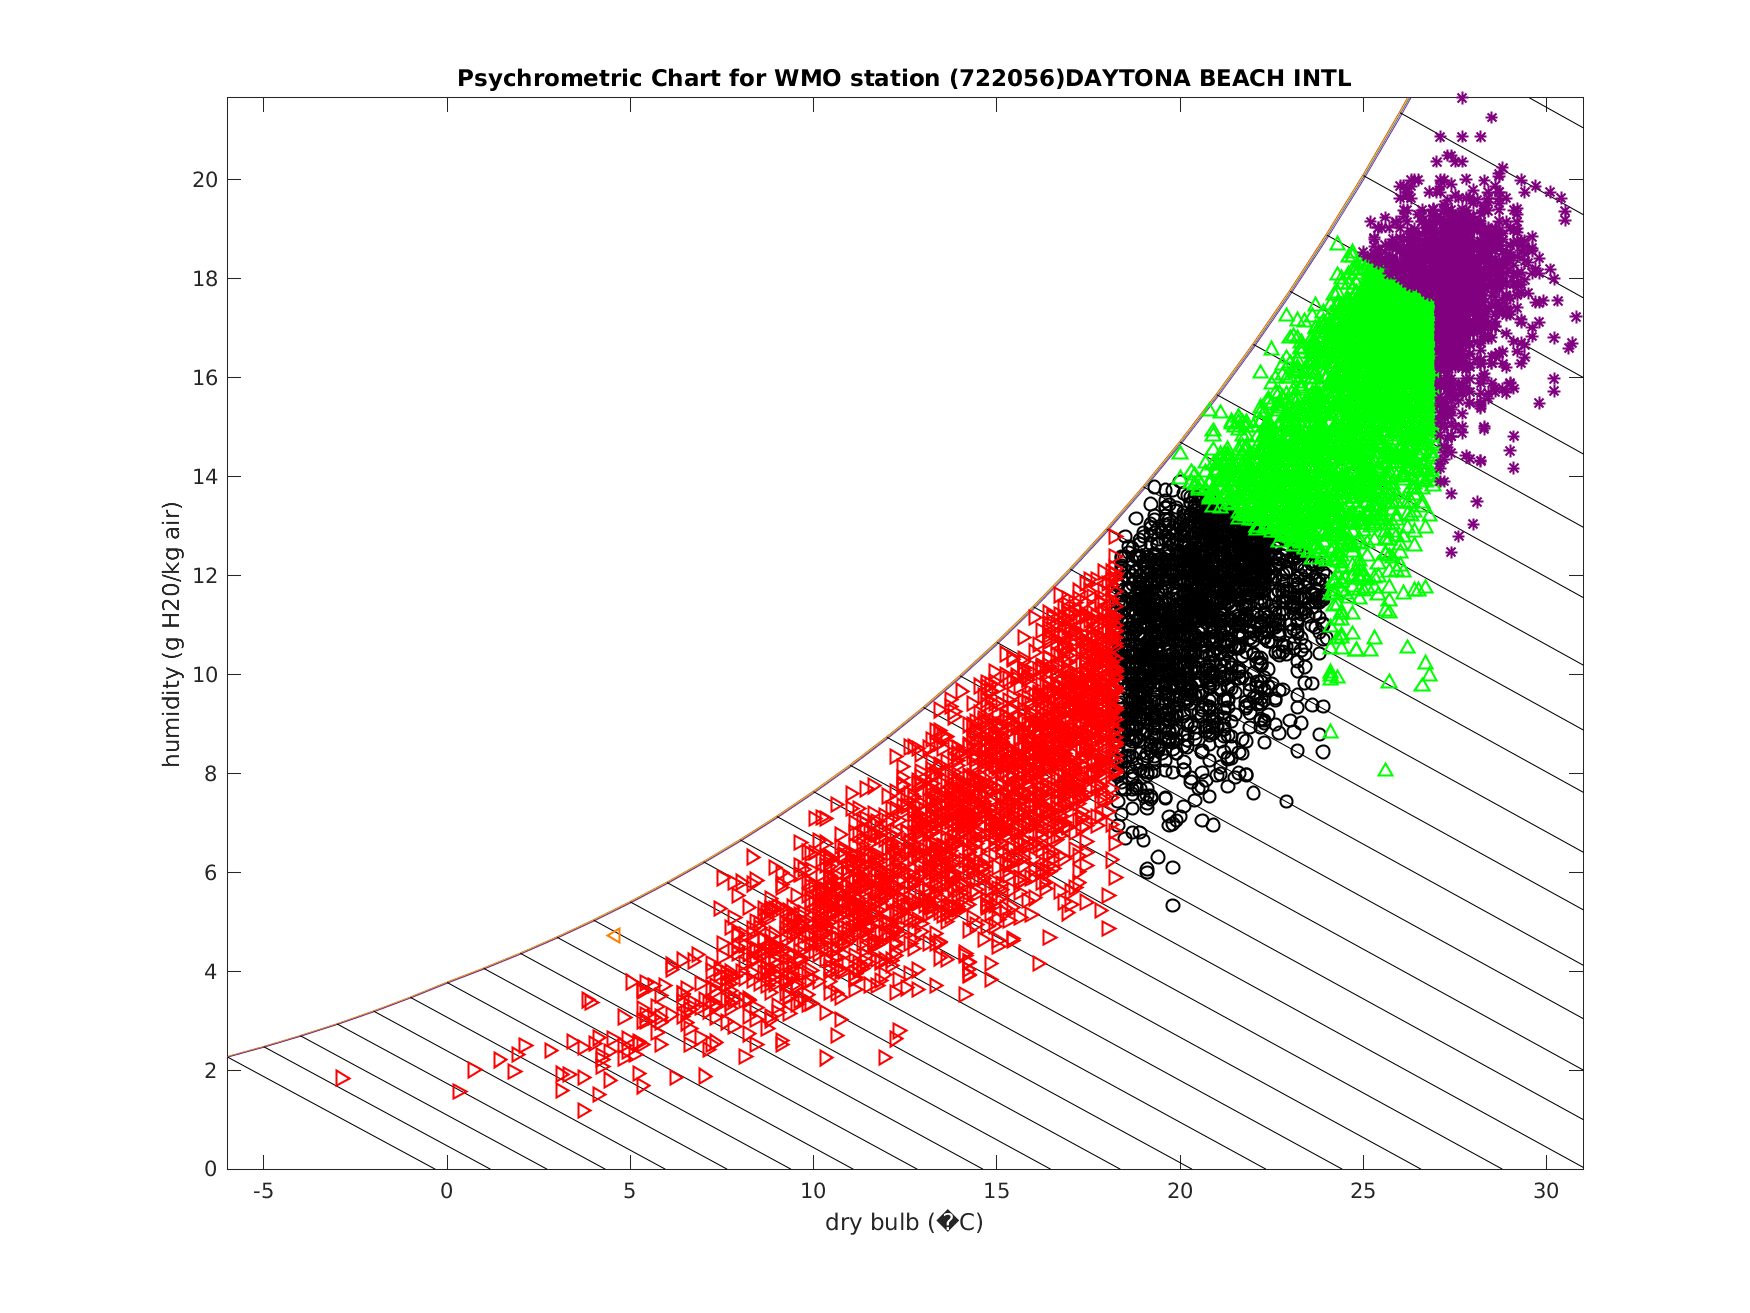 Psychrometric Chart for WMO station (722056)DAYTONA BEACH INTL
humidity (g H20/kg air)
20
18
16
14
12
10
8
6
4
2
0
-5 0 5 10 15 20 25 30
dry bulb (�C)